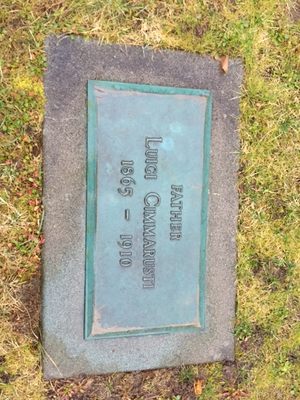 FATHER
LUIGI CIMMARUSTI
1865 - 1910